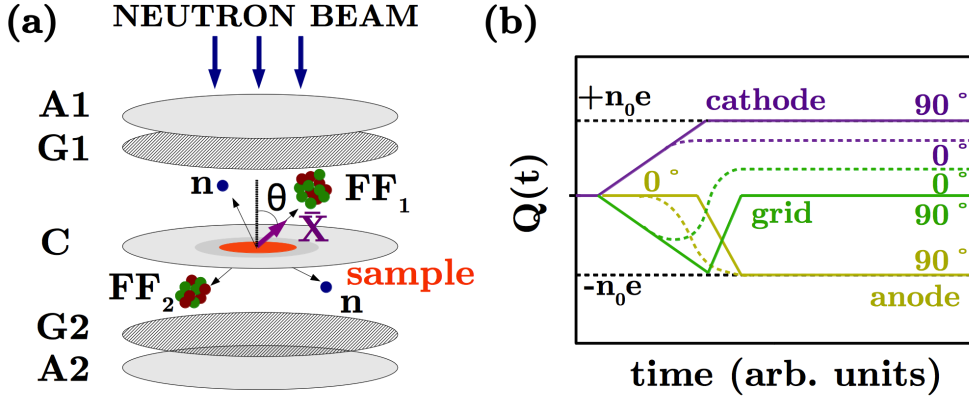 (a)
NEUTRON BEAM
A1
G1
n
θ
FF₁
X̄
C
sample
FF₂
n
G2
A2
(b)
+n₀e
cathode
90 °
0 °
0 °
0 °
grid
90 °
-n₀e
90 °
anode
Q(t)
time (arb. units)